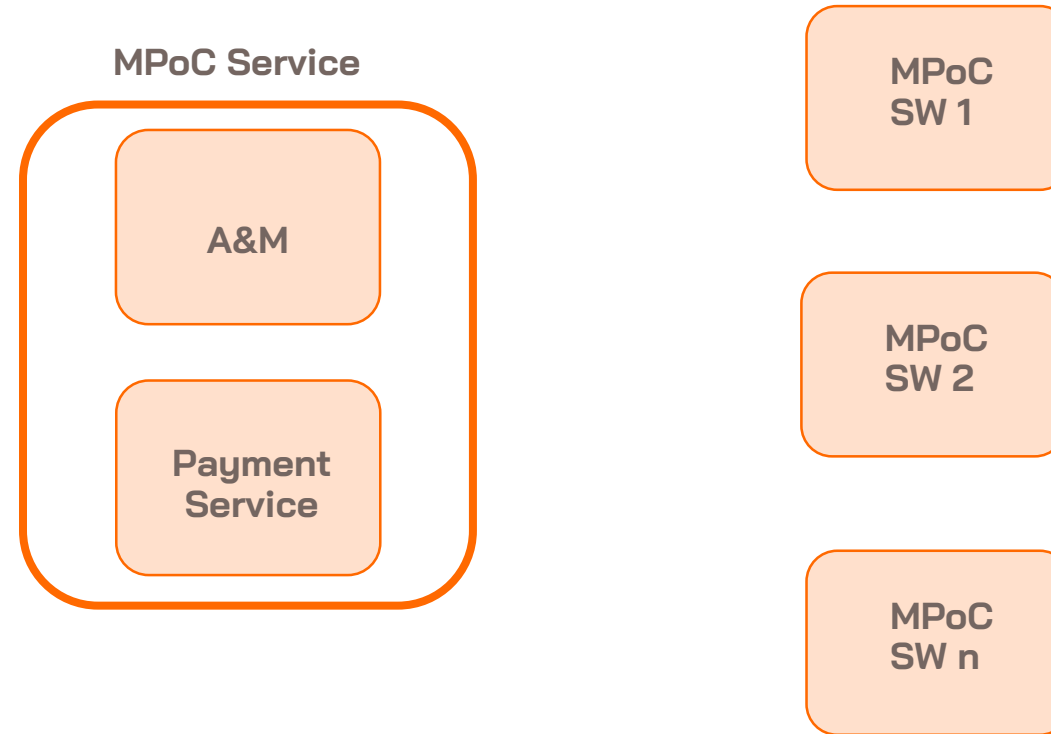 MPoC Service
A&M
Payment
Service
MPoC
SW 1
MPoC
SW 2
MPoC
SW n